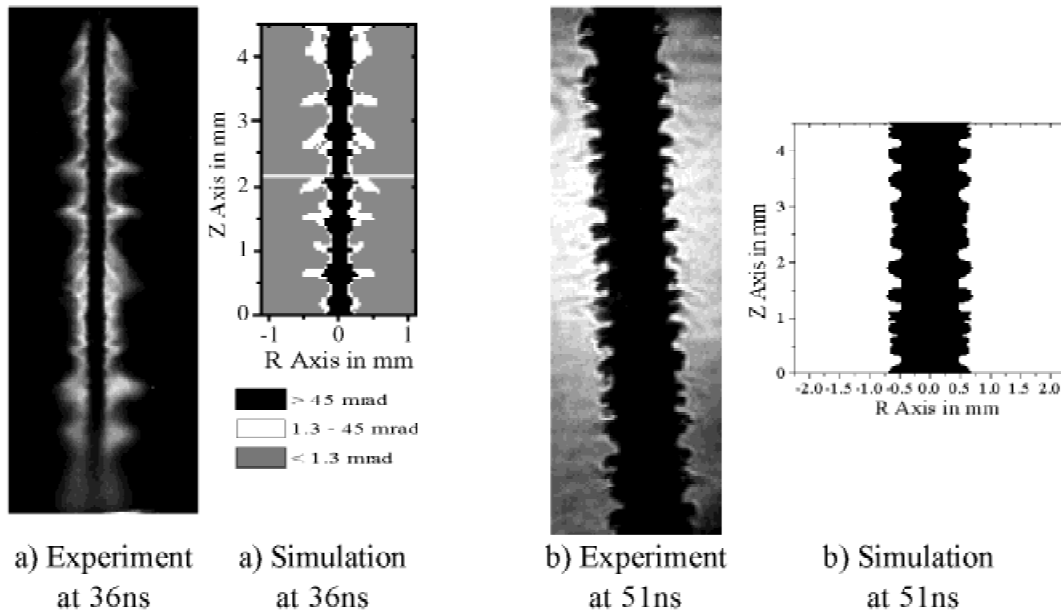 4
3
2
1
0
Z Axis in mm
-1 0 1
R Axis in mm
> 45 mrad
1.3 - 45 mrad
< 1.3 mrad
4
3
2
1
0
Z Axis in mm
-2.0 -1.5 -1.0 -0.5 0.0 0.5 1.0 1.5 2.0
R Axis in mm
a) Experiment
at 36ns
a) Simulation
at 36ns
b) Experiment
at 51ns
b) Simulation
at 51ns